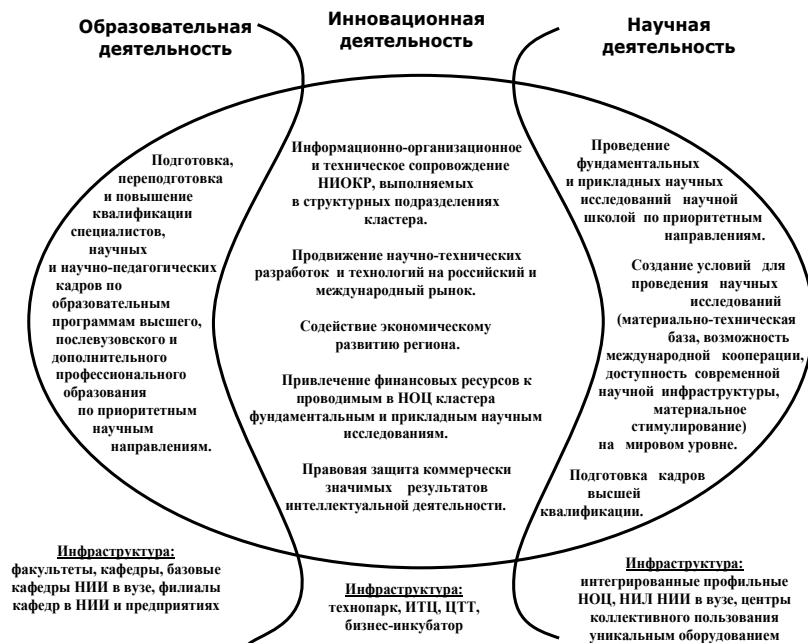 Образовательная
деятельность
Инновационная
деятельность
Научная
деятельность
Подготовка,
переподготовка
и повышение
квалификации
специалистов,
научных
и научно-педагогических
кадров по
образовательным
программам высшего,
послевузовского и
дополнительного
профессионального
образования
по приоритетным
научным
направлениям.
Информационно-организационное
и техническое сопровождение
НИОКР, выполняемых
в структурных подразделениях
кластера.
Продвижение научно-технических
разработок и технологий на российский и
международный рынок.
Содействие экономическому
развитию региона.
Привлечение финансовых ресурсов к
проводимым в НОЦ кластера
фундаментальным и прикладным научным
исследованиям.
Правовая защита коммерчески
значимых результатов
интеллектуальной деятельности.
Проведение
фундаментальных
и прикладных научных
исследований научной
школой по приоритетным
направлениям.
Создание условий для
проведения научных
исследований
(материально-техническая
база, возможность
международной кооперации,
доступность современной
научной инфраструктуры,
материальное
стимулирование)
на мировом уровне.
Подготовка кадров
высшей
квалификации.
Инфраструктура:
факультеты, кафедры, базовые
кафедры НИИ в вузе, филиалы
кафедр в НИИ и предприятиях
Инфраструктура:
технопарк, ИТЦ, ЦТТ,
бизнес-инкубатор
Инфраструктура:
интегрированные профильные
НОЦ, НИЛ НИИ в вузе, центры
коллективного пользования
уникальным оборудованием